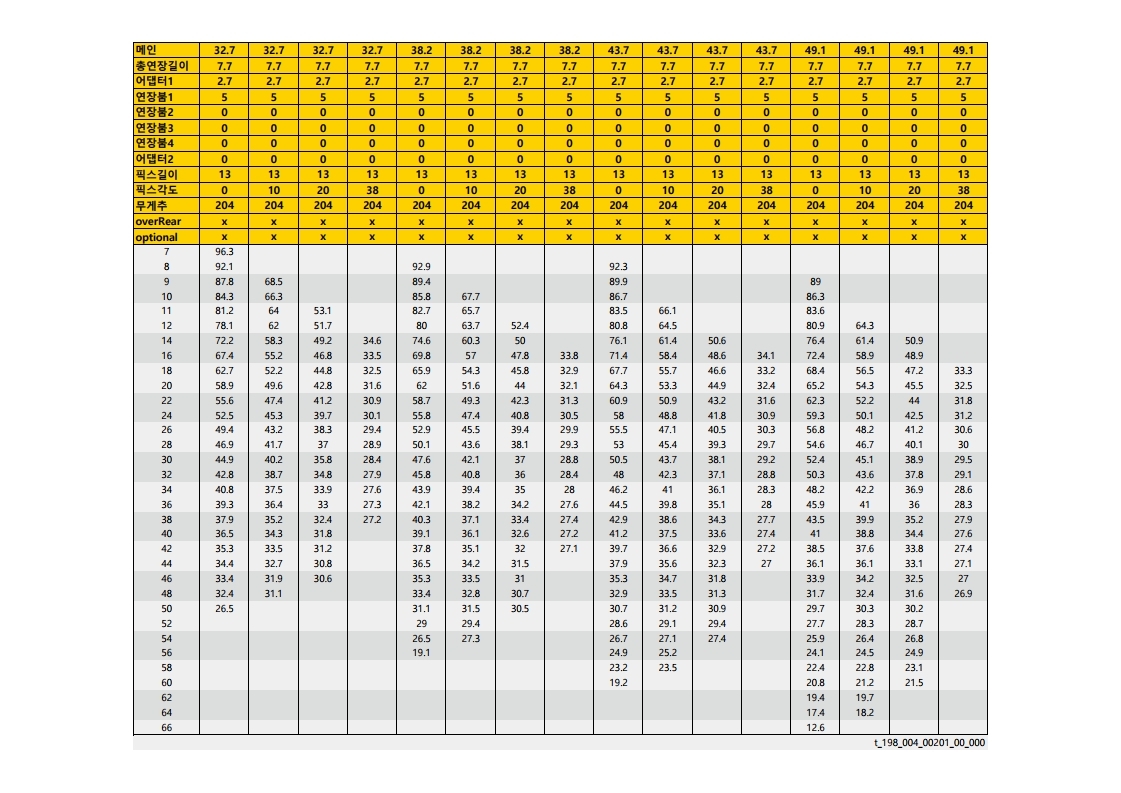 메인 32.7 32.7 32.7 32.7 38.2 38.2 38.2 38.2 43.7 43.7 43.7 43.7 49.1 49.1 49.1 49.1
총연장길이 7.7 7.7 7.7 7.7 7.7 7.7 7.7 7.7 7.7 7.7 7.7 7.7 7.7 7.7 7.7 7.7
어댑터1 2.7 2.7 2.7 2.7 2.7 2.7 2.7 2.7 2.7 2.7 2.7 2.7 2.7 2.7 2.7 2.7
연장붐1 5 5 5 5 5 5 5 5 5 5 5 5 5 5 5 5
연장붐2 0 0 0 0 0 0 0 0 0 0 0 0 0 0 0 0
연장붐3 0 0 0 0 0 0 0 0 0 0 0 0 0 0 0 0
연장붐4 0 0 0 0 0 0 0 0 0 0 0 0 0 0 0 0
어댑터2 0 0 0 0 0 0 0 0 0 0 0 0 0 0 0 0
픽스길이 13 13 13 13 13 13 13 13 13 13 13 13 13 13 13 13
픽스각도 0 10 20 38 0 10 20 38 0 10 20 38 0 10 20 38
무게추 204 204 204 204 204 204 204 204 204 204 204 204 204 204 204 204
overRear x x x x x x x x x x x x x x x x
optional x x x x x x x x x x x x x x x x
7 96.3
8 92.1 92.9 92.3
9 87.8 68.5 89.4 89.9 89
10 84.3 66.3 85.8 67.7 86.7 86.3
11 81.2 64 53.1 82.7 65.7 83.5 66.1 83.6
12 78.1 62 51.7 80 63.7 52.4 80.8 64.5 80.9 64.3
14 72.2 58.3 49.2 34.6 74.6 60.3 50 76.1 61.4 50.6 76.4 61.4 50.9
16 67.4 55.2 46.8 33.5 69.8 57 47.8 33.8 71.4 58.4 48.6 34.1 72.4 58.9 48.9
18 62.7 52.2 44.8 32.5 65.9 54.3 45.8 32.9 67.7 55.7 46.6 33.2 68.4 56.5 47.2 33.3
20 58.9 49.6 42.8 31.6 62 51.6 44 32.1 64.3 53.3 44.9 32.4 65.2 54.3 45.5 32.5
22 55.6 47.4 41.2 30.9 58.7 49.3 42.3 31.3 60.9 50.9 43.2 31.6 62.3 52.2 44 31.8
24 52.5 45.3 39.7 30.1 55.8 47.4 40.8 30.5 58 48.8 41.8 30.9 59.3 50.1 42.5 31.2
26 49.4 43.2 38.3 29.4 52.9 45.5 39.4 29.9 55.5 47.1 40.5 30.3 56.8 48.2 41.2 30.6
28 46.9 41.7 37 28.9 50.1 43.6 38.1 29.3 53 45.4 39.3 29.7 54.6 46.7 40.1 30
30 44.9 40.2 35.8 28.4 47.6 42.1 37 28.8 50.5 43.7 38.1 29.2 52.4 45.1 38.9 29.5
32 42.8 38.7 34.8 27.9 45.8 40.8 36 28.4 48 42.3 37.1 28.8 50.3 43.6 37.8 29.1
34 40.8 37.5 33.9 27.6 43.9 39.4 35 28 46.2 41 36.1 28.3 48.2 42.2 36.9 28.6
36 39.3 36.4 33 27.3 42.1 38.2 34.2 27.6 44.5 39.8 35.1 28 45.9 41 36 28.3
38 37.9 35.2 32.4 27.2 40.3 37.1 33.4 27.4 42.9 38.6 34.3 27.7 43.5 39.9 35.2 27.9
40 36.5 34.3 31.8 39.1 36.1 32.6 27.2 41.2 37.5 33.6 27.4 41 38.8 34.4 27.6
42 35.3 33.5 31.2 37.8 35.1 32 27.1 39.7 36.6 32.9 27.2 38.5 37.6 33.8 27.4
44 34.4 32.7 30.8 36.5 34.2 31.5 37.9 35.6 32.3 27 36.1 36.1 33.1 27.1
46 33.4 31.9 30.6 35.3 33.5 31 35.3 34.7 31.8 33.9 34.2 32.5 27
48 32.4 31.1 33.4 32.8 30.7 32.9 33.5 31.3 31.7 32.4 31.6 26.9
50 26.5 31.1 31.5 30.5 30.7 31.2 30.9 29.7 30.3 30.2
52 29 29.4 28.6 29.1 29.4 27.7 28.3 28.7
54 26.5 27.3 26.7 27.1 27.4 25.9 26.4 26.8
56 19.1 24.9 25.2 24.1 24.5 24.9
58 23.2 23.5 22.4 22.8 23.1
60 19.2 20.8 21.2 21.5
62 19.4 19.7
64 17.4 18.2
66 12.6
t_198_004_00201_00_000